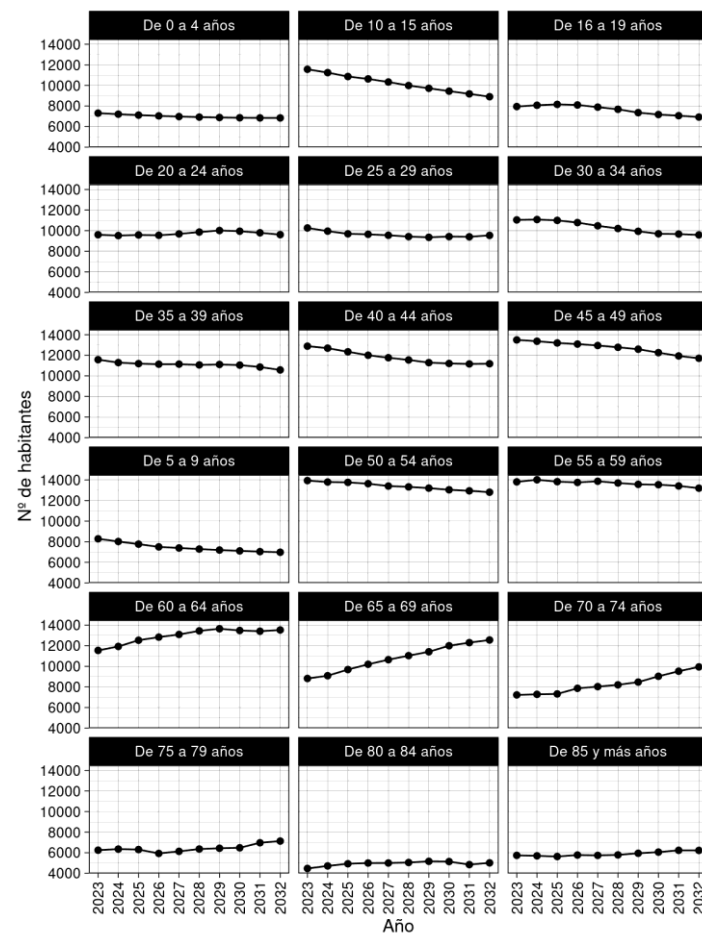 De 0 a 4 años
De 10 a 15 años
De 16 a 19 años
14000
12000
10000
8000
6000
4000
De 20 a 24 años
De 25 a 29 años
De 30 a 34 años
14000
12000
10000
8000
6000
4000
De 35 a 39 años
De 40 a 44 años
De 45 a 49 años
14000
12000
10000
8000
6000
4000
Nº de habitantes
De 5 a 9 años
De 50 a 54 años
De 55 a 59 años
14000
12000
10000
8000
6000
4000
De 60 a 64 años
De 65 a 69 años
De 70 a 74 años
14000
12000
10000
8000
6000
4000
De 75 a 79 años
De 80 a 84 años
De 85 y más años
14000
12000
10000
8000
6000
4000
2023 2024 2025 2026 2027 2028 2029 2030 2031 2032
2023 2024 2025 2026 2027 2028 2029 2030 2031 2032
2023 2024 2025 2026 2027 2028 2029 2030 2031 2032
Año